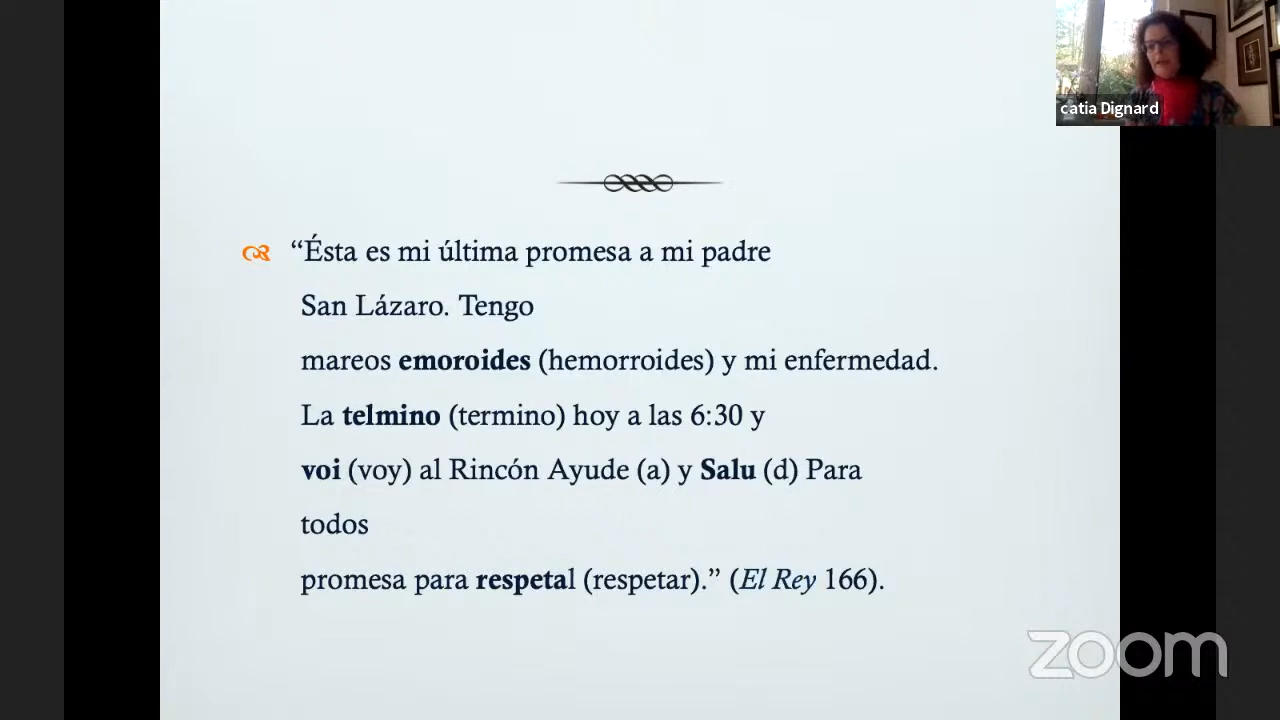 catia Dignard
“Ésta es mi última promesa a mi padre
San Lázaro. Tengo
mareos emoroides (hemorroides) y mi enfermedad.
La telmino (termino) hoy a las 6:30 y
voi (voy) al Rincón Ayude (a) y Salu (d) Para
todos
promesa para respetal (respetar).” (El Rey 166).
zoom